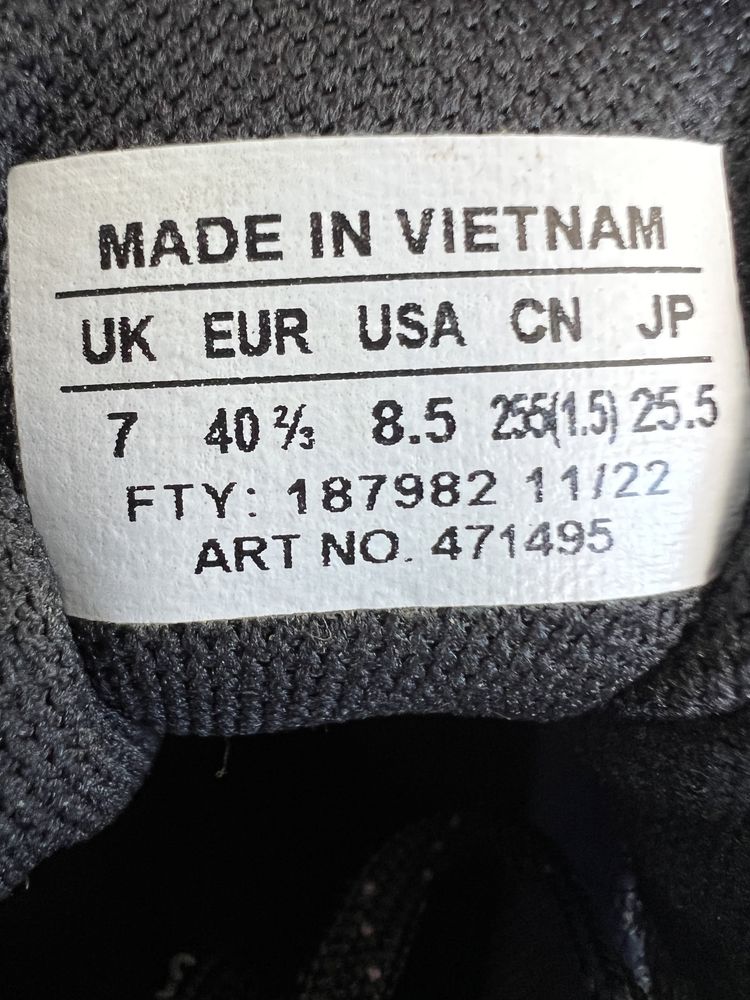 MADE IN VIETNAM
UK EUR USA CN JP
7 40 ⅔ 8.5 255(1.5) 25.5
FTY: 187982 11/22
ART NO. 471495